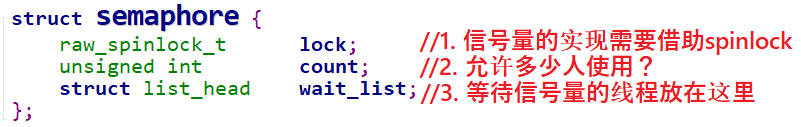 struct semaphore {
raw_spinlock_t lock; //1. 信号量的实现需要借助spinlock
unsigned int count; //2. 允许多少人使用？
struct list_head wait_list; //3. 等待信号量的线程放在这里
};